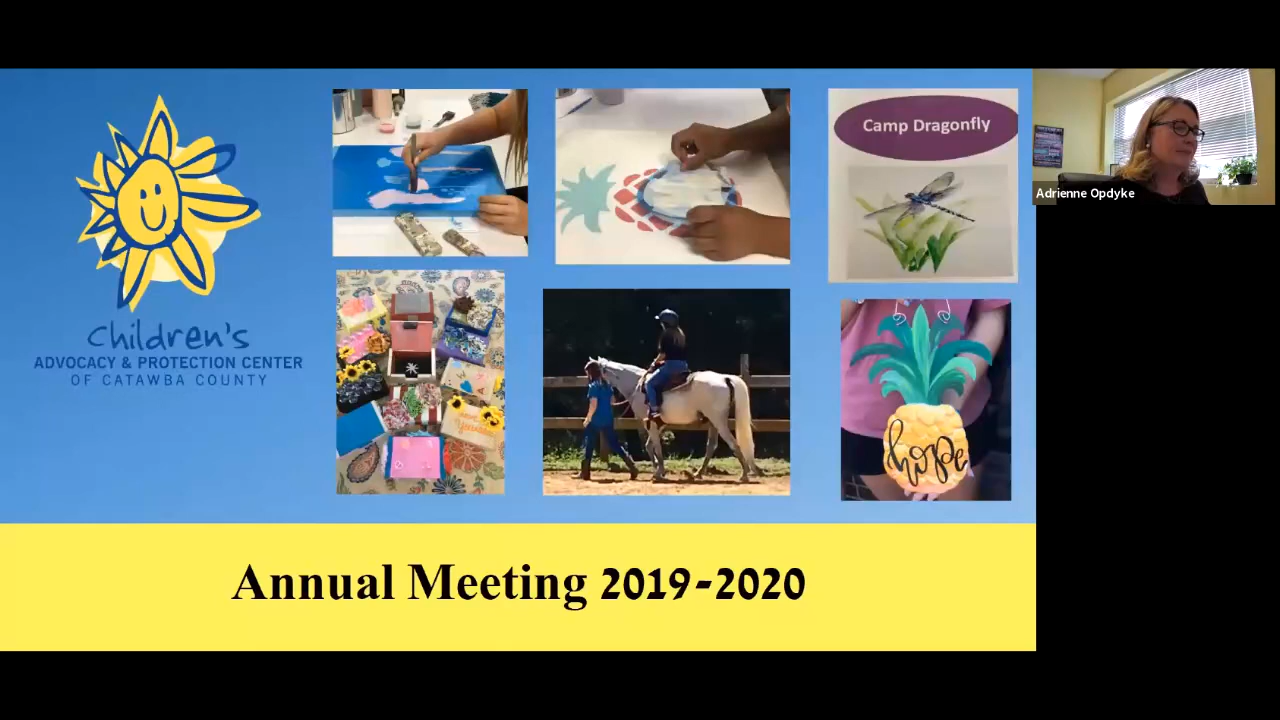 Children's
ADVOCACY & PROTECTION CENTER
OF CATAWBA COUNTY
Camp Dragonfly
hope
Annual Meeting 2019-2020
Adrienne Opdyke